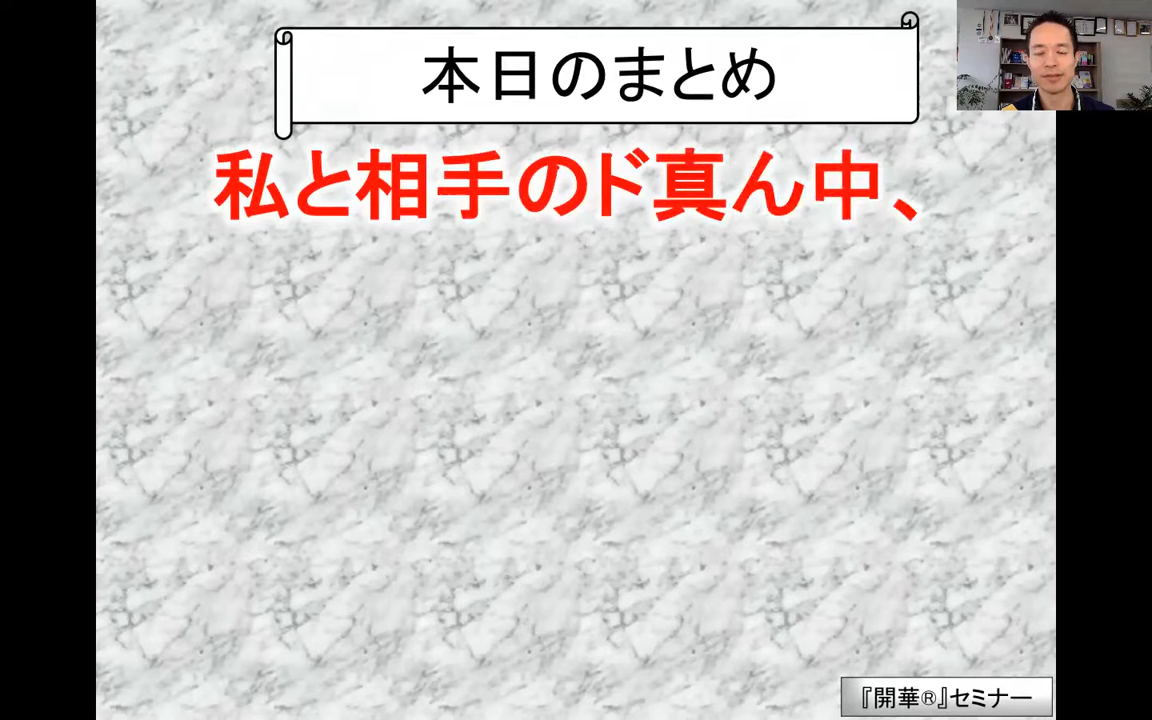 本日のまとめ
私と相手のド真ん中、
『開華®』セミナー